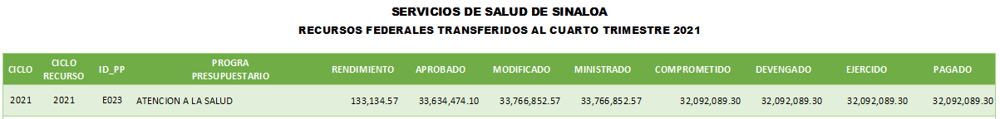 SERVICIOS DE SALUD DE SINALOA
RECURSOS FEDERALES TRANSFERIDOS AL CUARTO TRIMESTRE 2021
CICLO CICLO RECURSO ID_PP PROGRA PRESUPUESTARIO RENDIMIENTO APROBADO MODIFICADO MINISTRADO COMPROMETIDO DEVENGADO EJERCIDO PAGADO
2021 2021 E023 ATENCION A LA SALUD 133,134.57 33,634,474.10 33,766,852.57 33,766,852.57 32,092,089.30 32,092,089.30 32,092,089.30 32,092,089.30